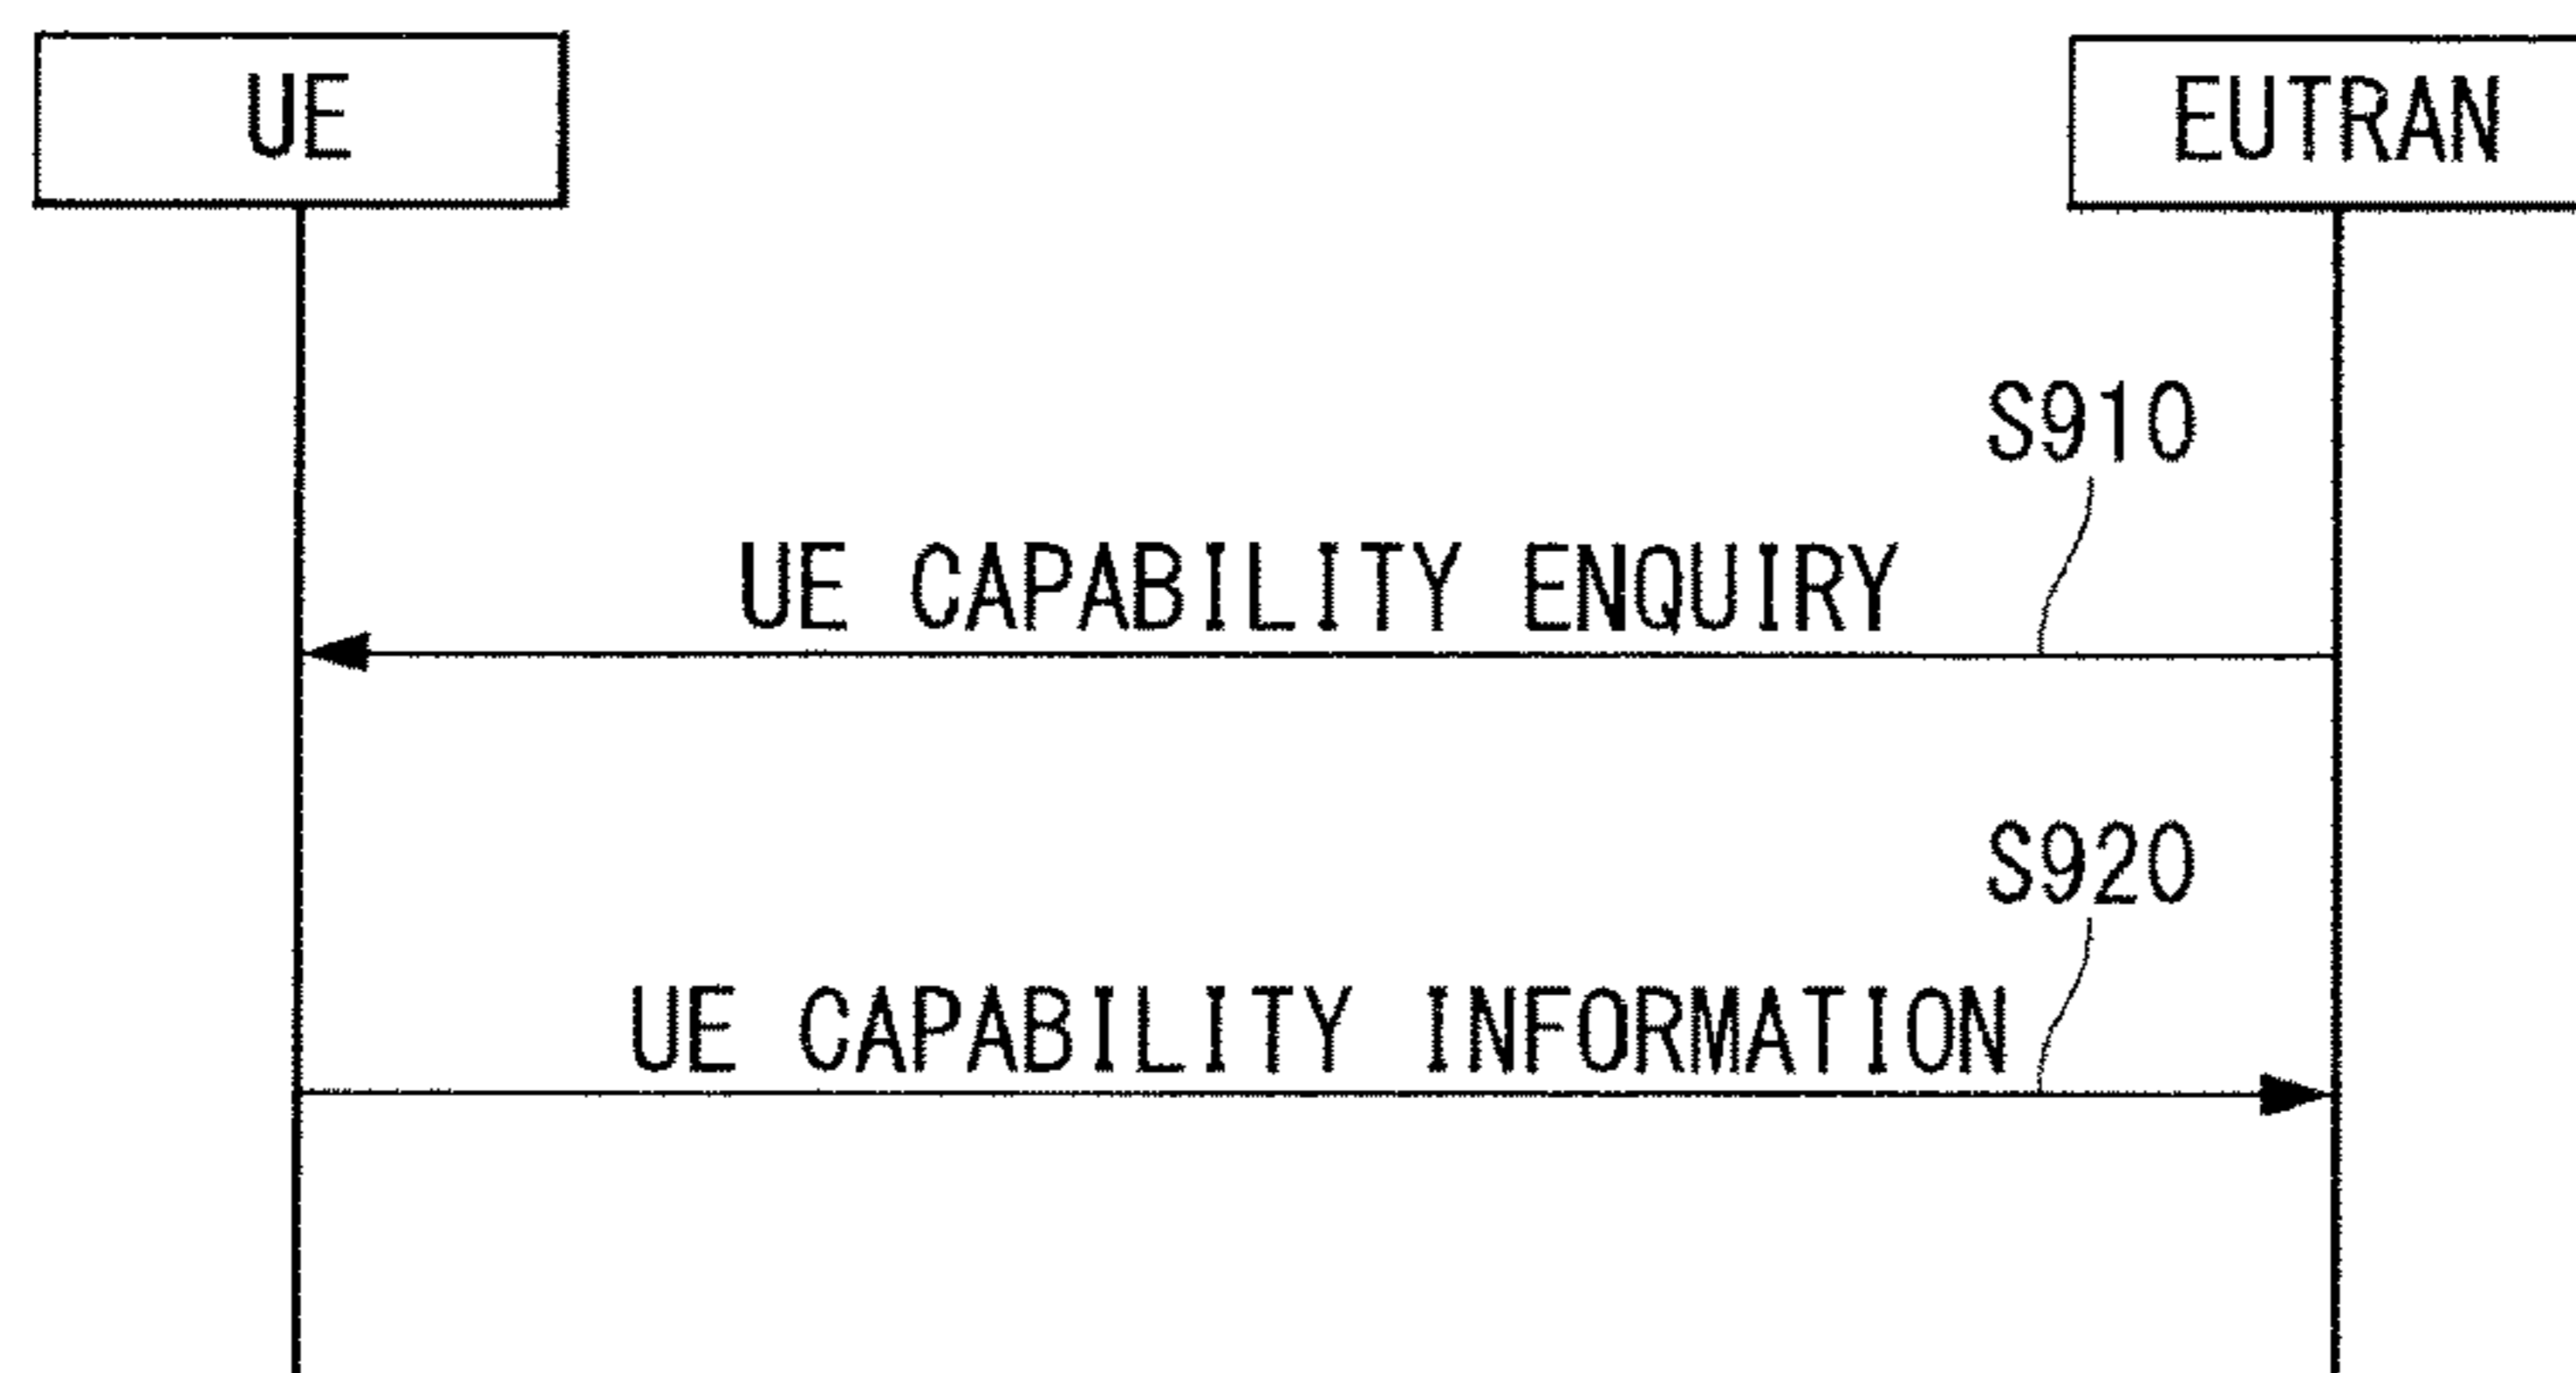 UE
EUTRAN
S910
UE CAPABILITY ENQUIRY
S920
UE CAPABILITY INFORMATION